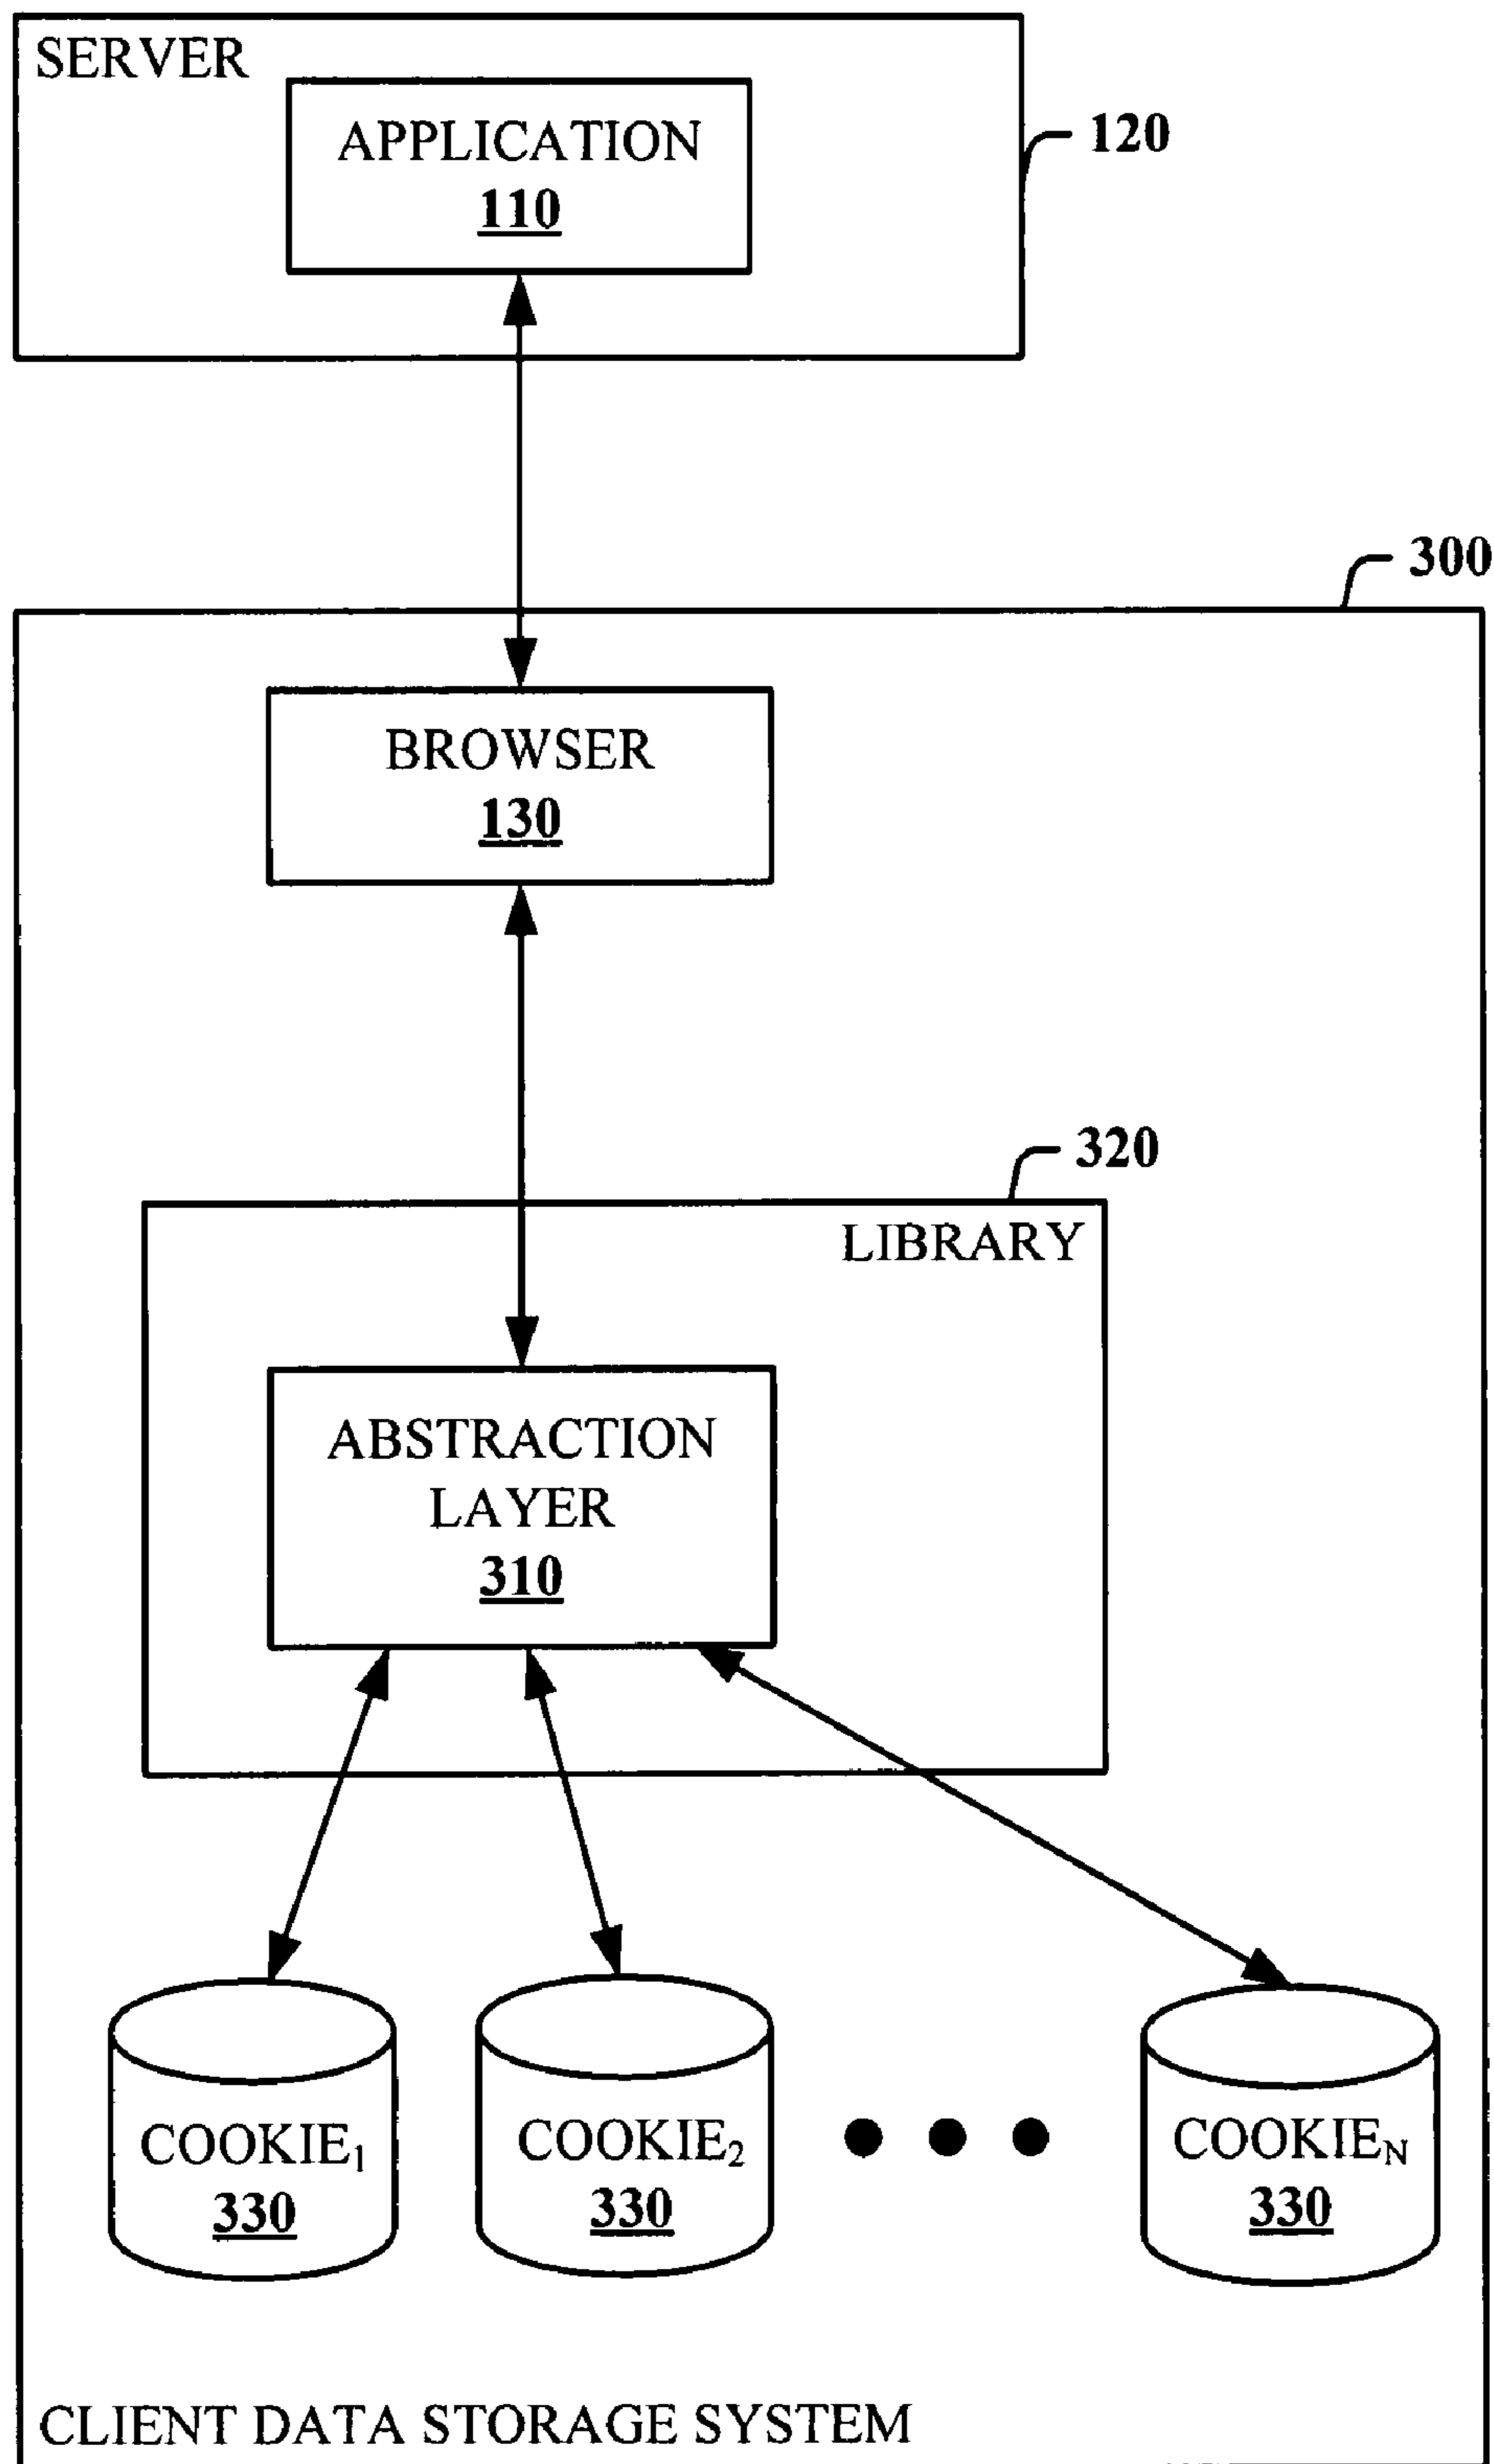 SERVER
APPLICATION
110
120
300
BROWSER
130
320
LIBRARY
ABSTRACTION
LAYER
310
COOKIE₁
330
COOKIE₂
330
COOKIE_N
330
CLIENT DATA STORAGE SYSTEM